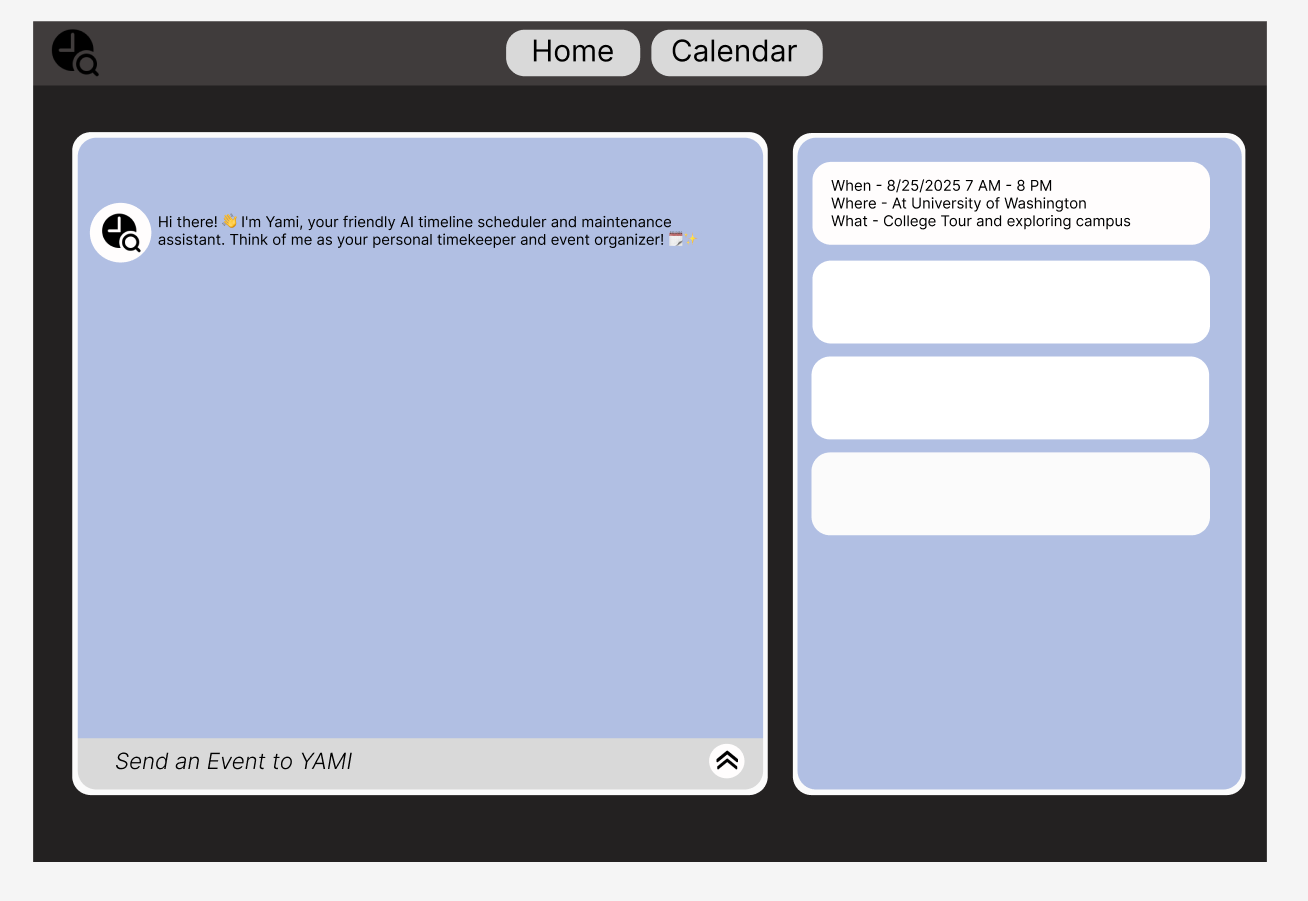 Home
Calendar
Hi there! 👋 I'm Yami, your friendly AI timeline scheduler and maintenance
assistant. Think of me as your personal timekeeper and event organizer! 🗓️✨
When - 8/25/2025 7 AM - 8 PM
Where - At University of Washington
What - College Tour and exploring campus
Send an Event to YAMI